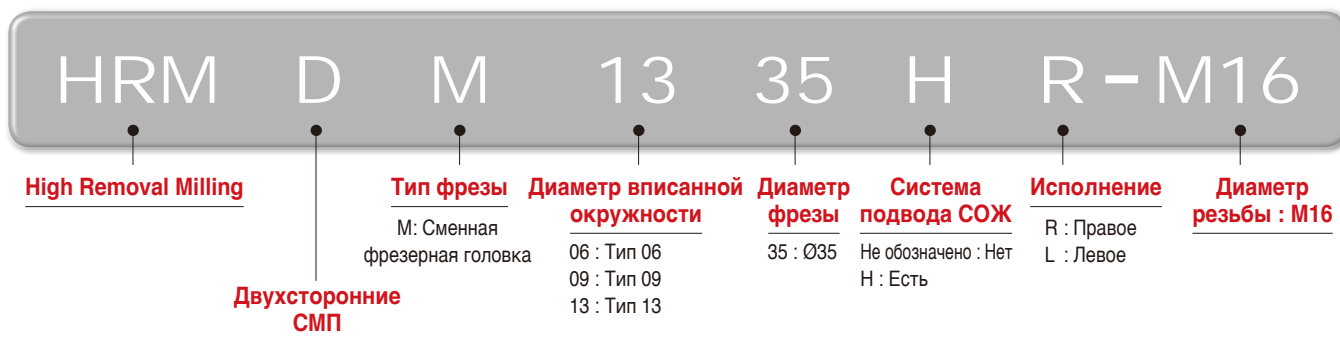 HRM D M 13 35 H R - M16
High Removal Milling
Двухсторонние
СМП
Тип фрезы
M: Сменная
фрезерная головка
Диаметр вписанной
окружности
06 : Тип 06
09 : Тип 09
13 : Тип 13
Диаметр
фрезы
35 : Ø35
Система
подвода СОЖ
Не обозначено : Нет
H : Есть
Исполнение
R : Правое
L : Левое
Диаметр
резьбы : M16